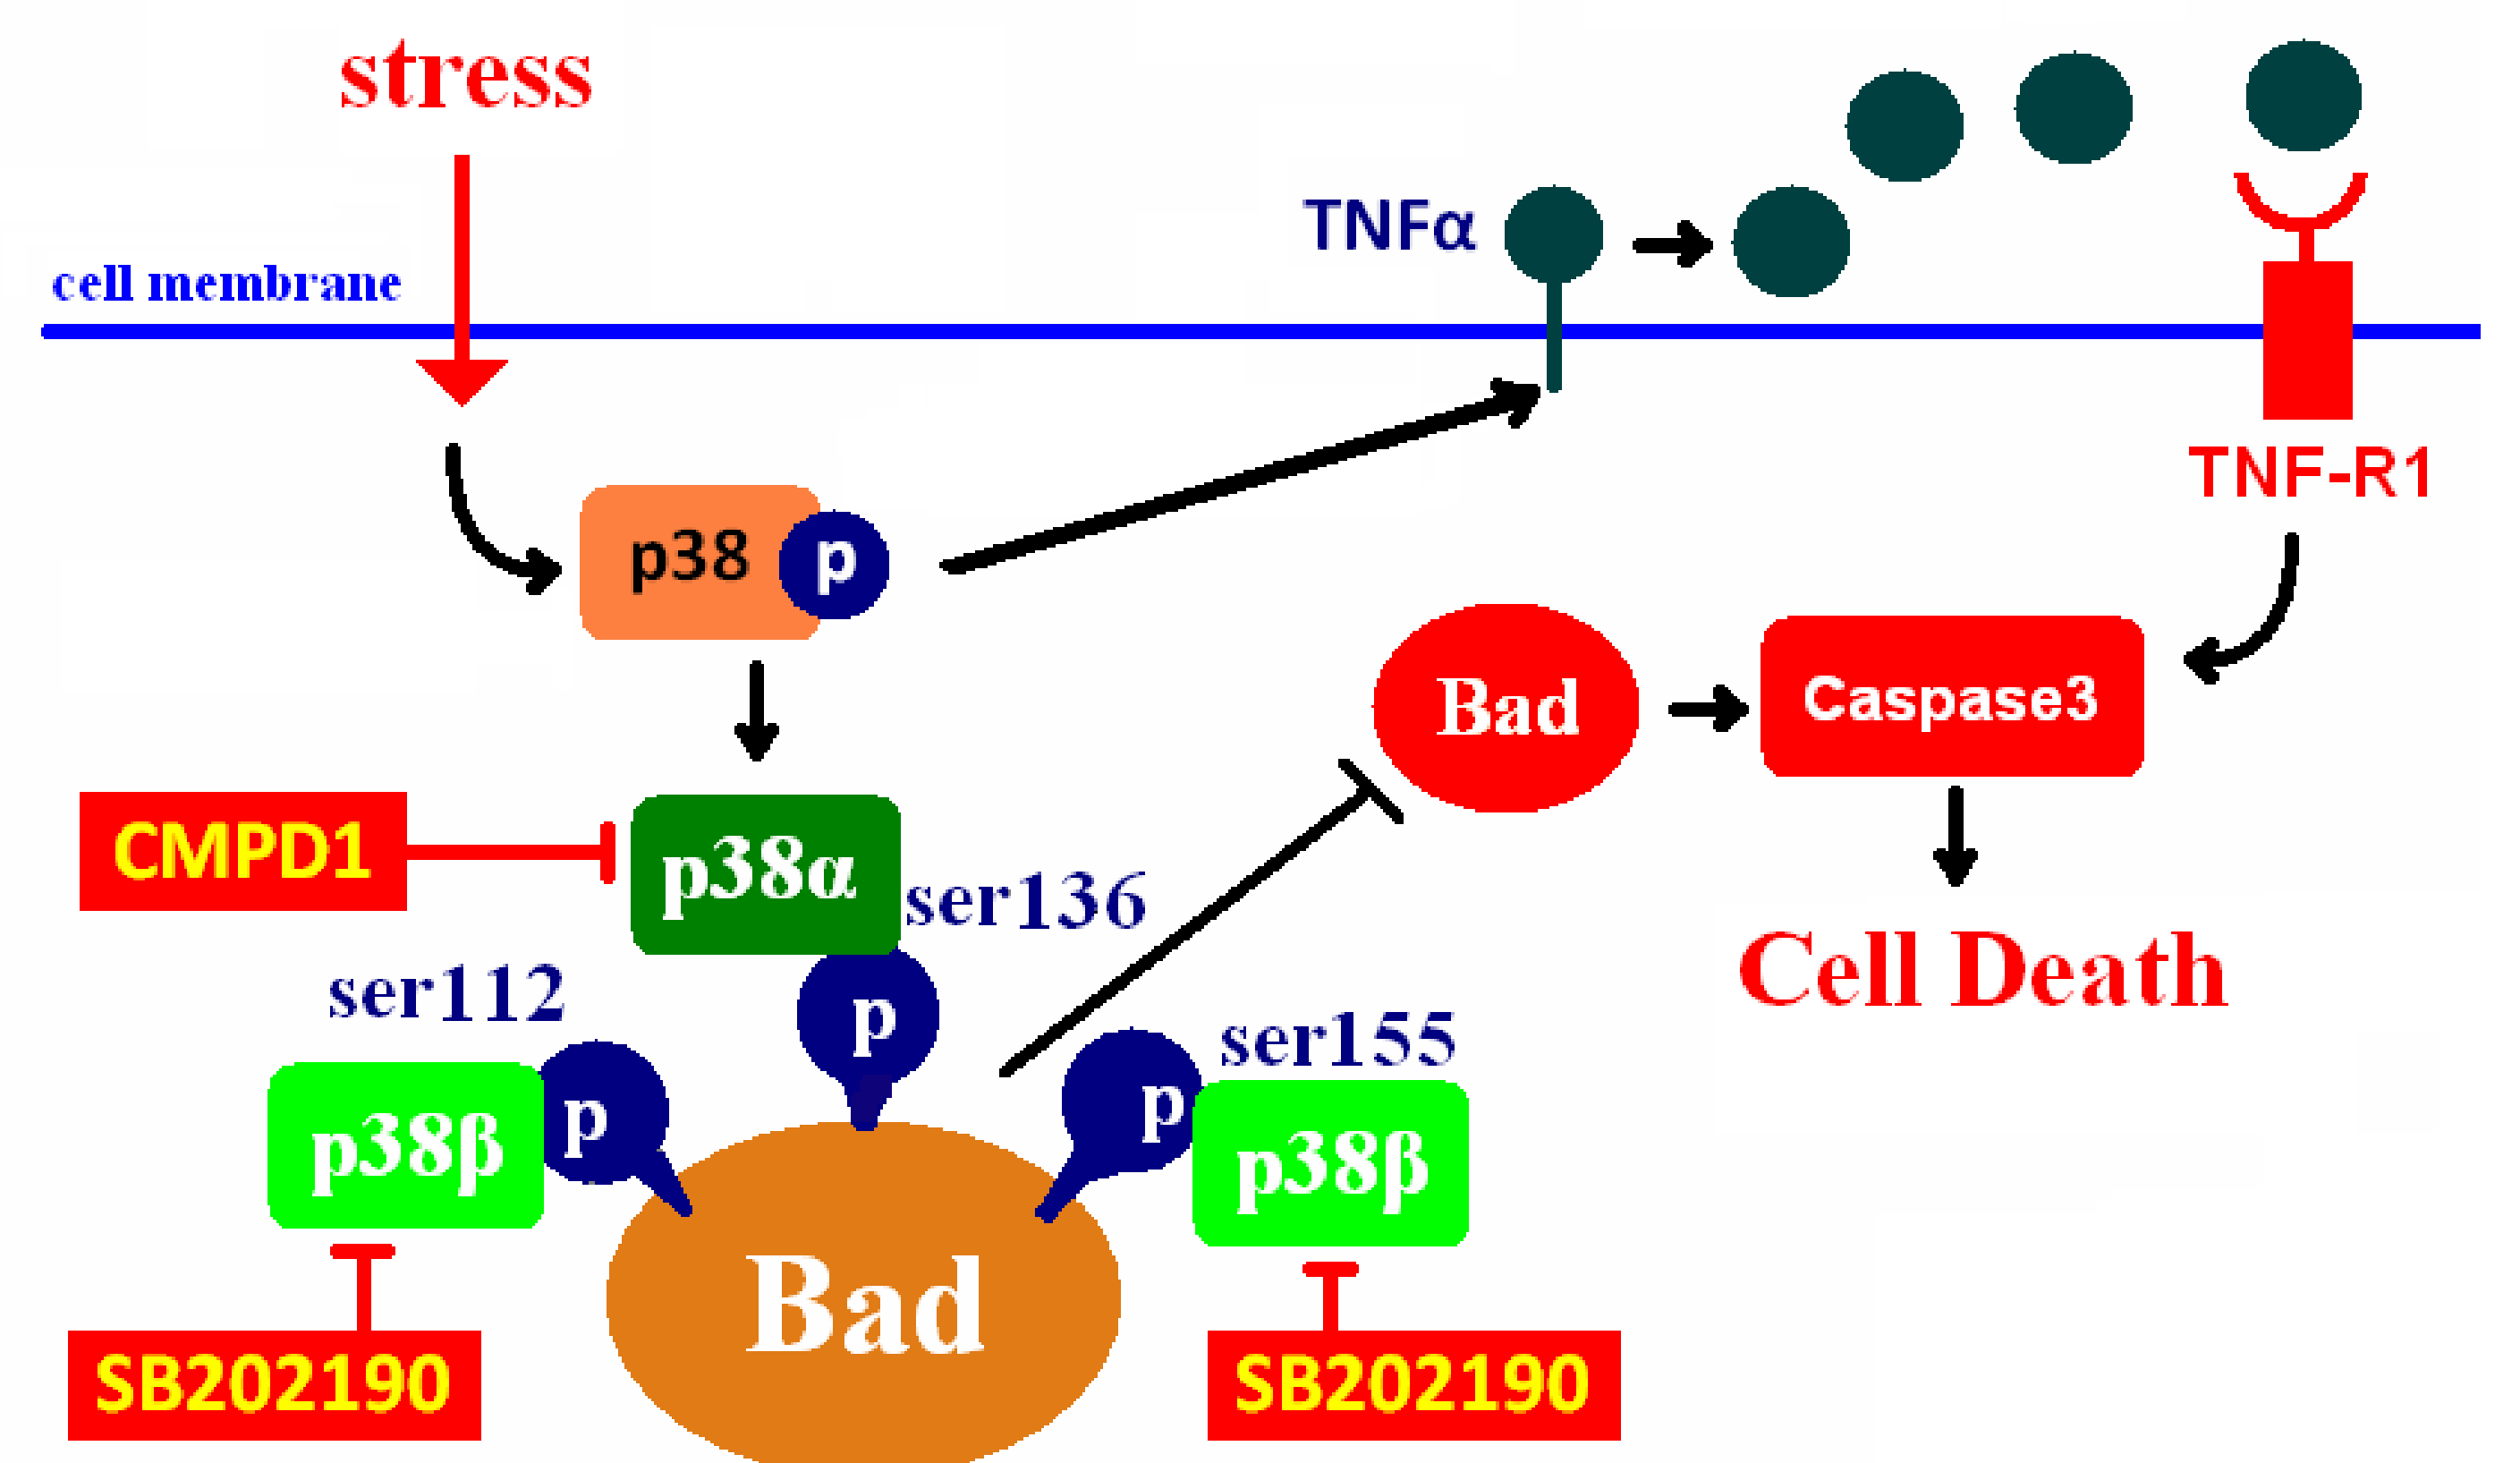 stress
TNFα
cell membrane
TNF-R1
p38
p
Bad
Caspase3
CMPD1
p38α
ser136
Cell Death
ser112
p
ser155
p38β
p
p
p38β
Bad
SB202190
SB202190